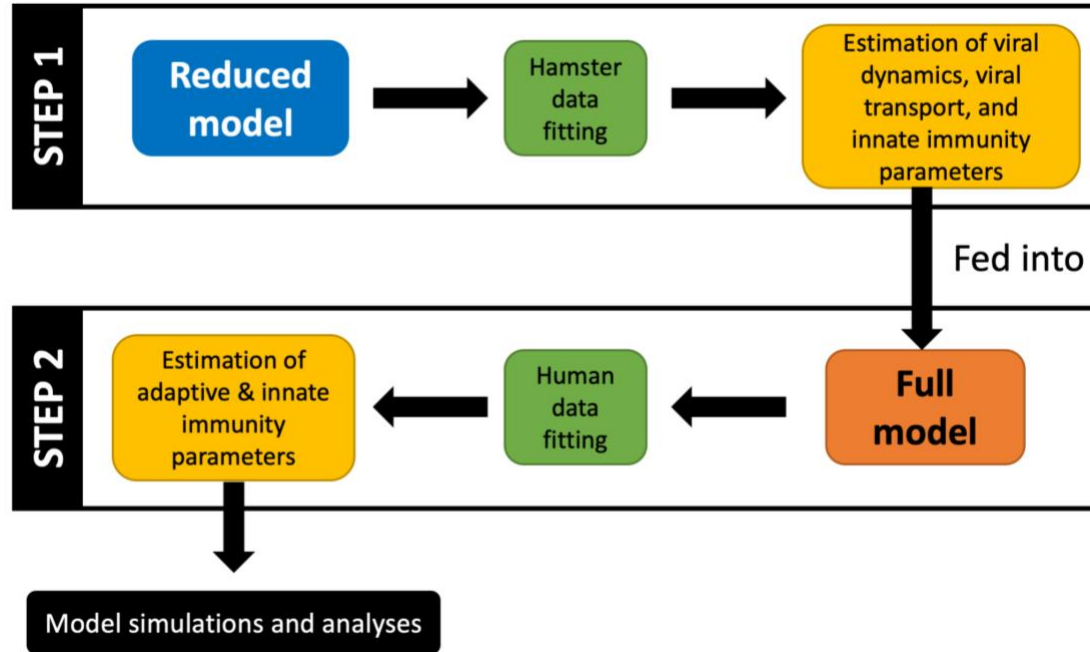 STEP 1
Reduced
model
Hamster
data
fitting
Estimation of viral
dynamics, viral
transport, and
innate immunity
parameters
Fed into
STEP 2
Estimation of
adaptive & innate
immunity
parameters
Human
data
fitting
Full
model
Model simulations and analyses